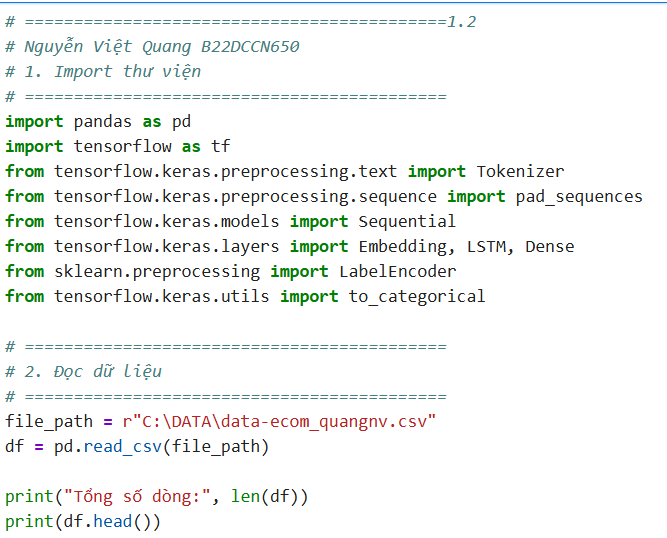 # ===========================================1.2
# Nguyễn Việt Quang B22DCCN650
# 1. Import thư viện
# ===========================================
import pandas as pd
import tensorflow as tf
from tensorflow.keras.preprocessing.text import Tokenizer
from tensorflow.keras.preprocessing.sequence import pad_sequences
from tensorflow.keras.models import Sequential
from tensorflow.keras.layers import Embedding, LSTM, Dense
from sklearn.preprocessing import LabelEncoder
from tensorflow.keras.utils import to_categorical
# ===========================================
# 2. Đọc dữ liệu
# ===========================================
file_path = r"C:\DATA\data-ecom_quangnv.csv"
df = pd.read_csv(file_path)
print("Tổng số dòng:", len(df))
print(df.head())